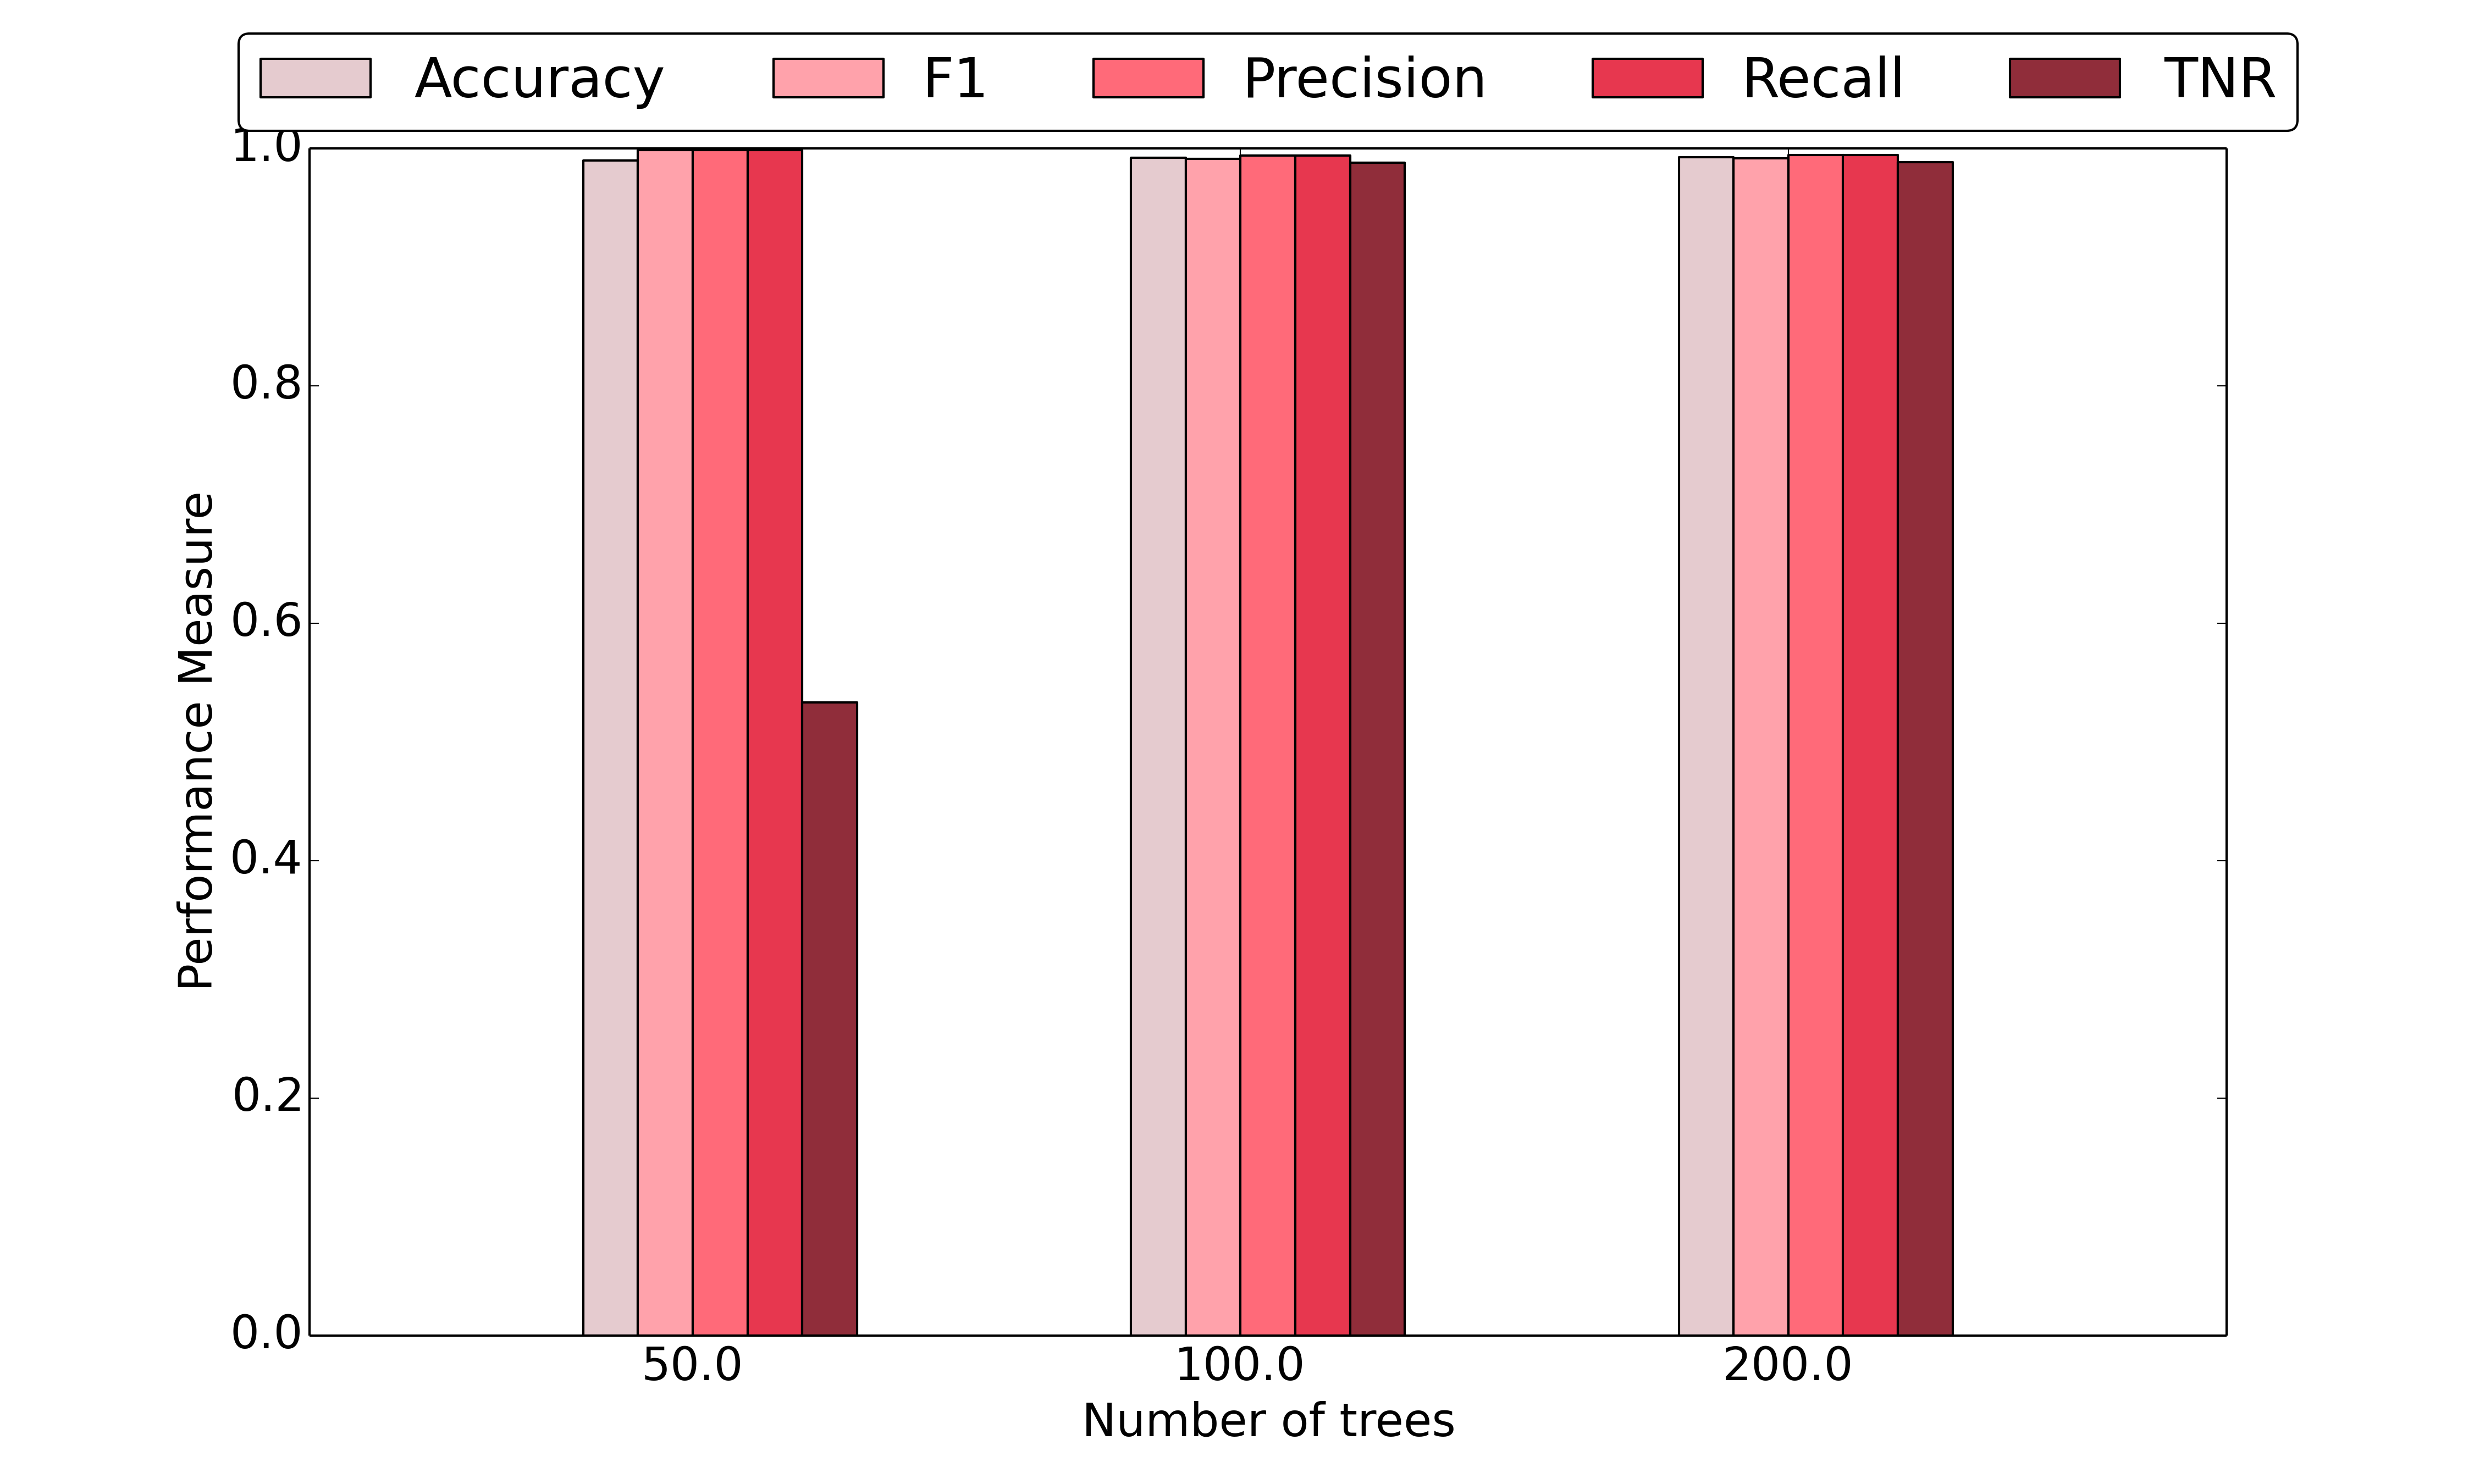 Accuracy F1 Precision Recall TNR
1.0
0.8
0.6
0.4
0.2
0.0
Performance Measure
50.0 100.0 200.0
Number of trees